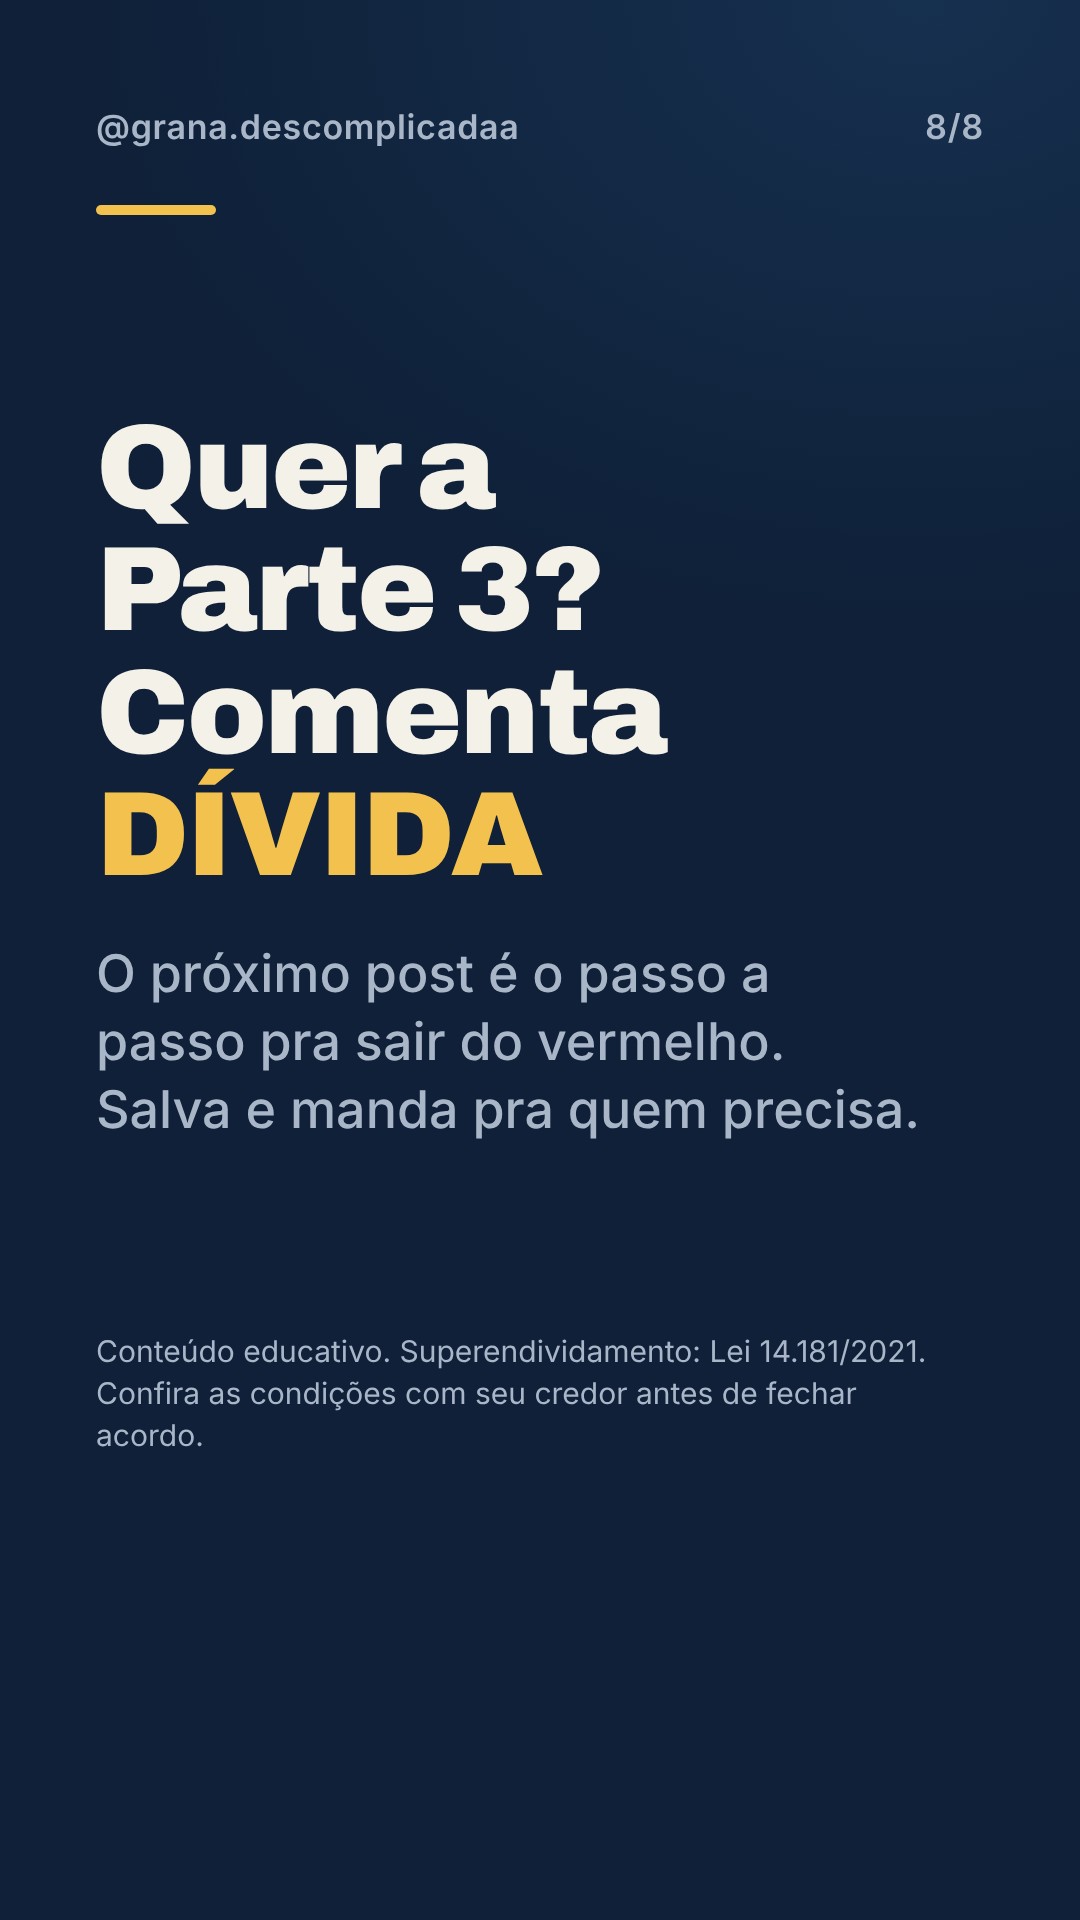 @grana.descomplicadaa 8/8
Quer a
Parte 3?
Comenta
DÍVIDA
O próximo post é o passo a
passo pra sair do vermelho.
Salva e manda pra quem precisa.
Conteúdo educativo. Superendividamento: Lei 14.181/2021.
Confira as condições com seu credor antes de fechar
acordo.